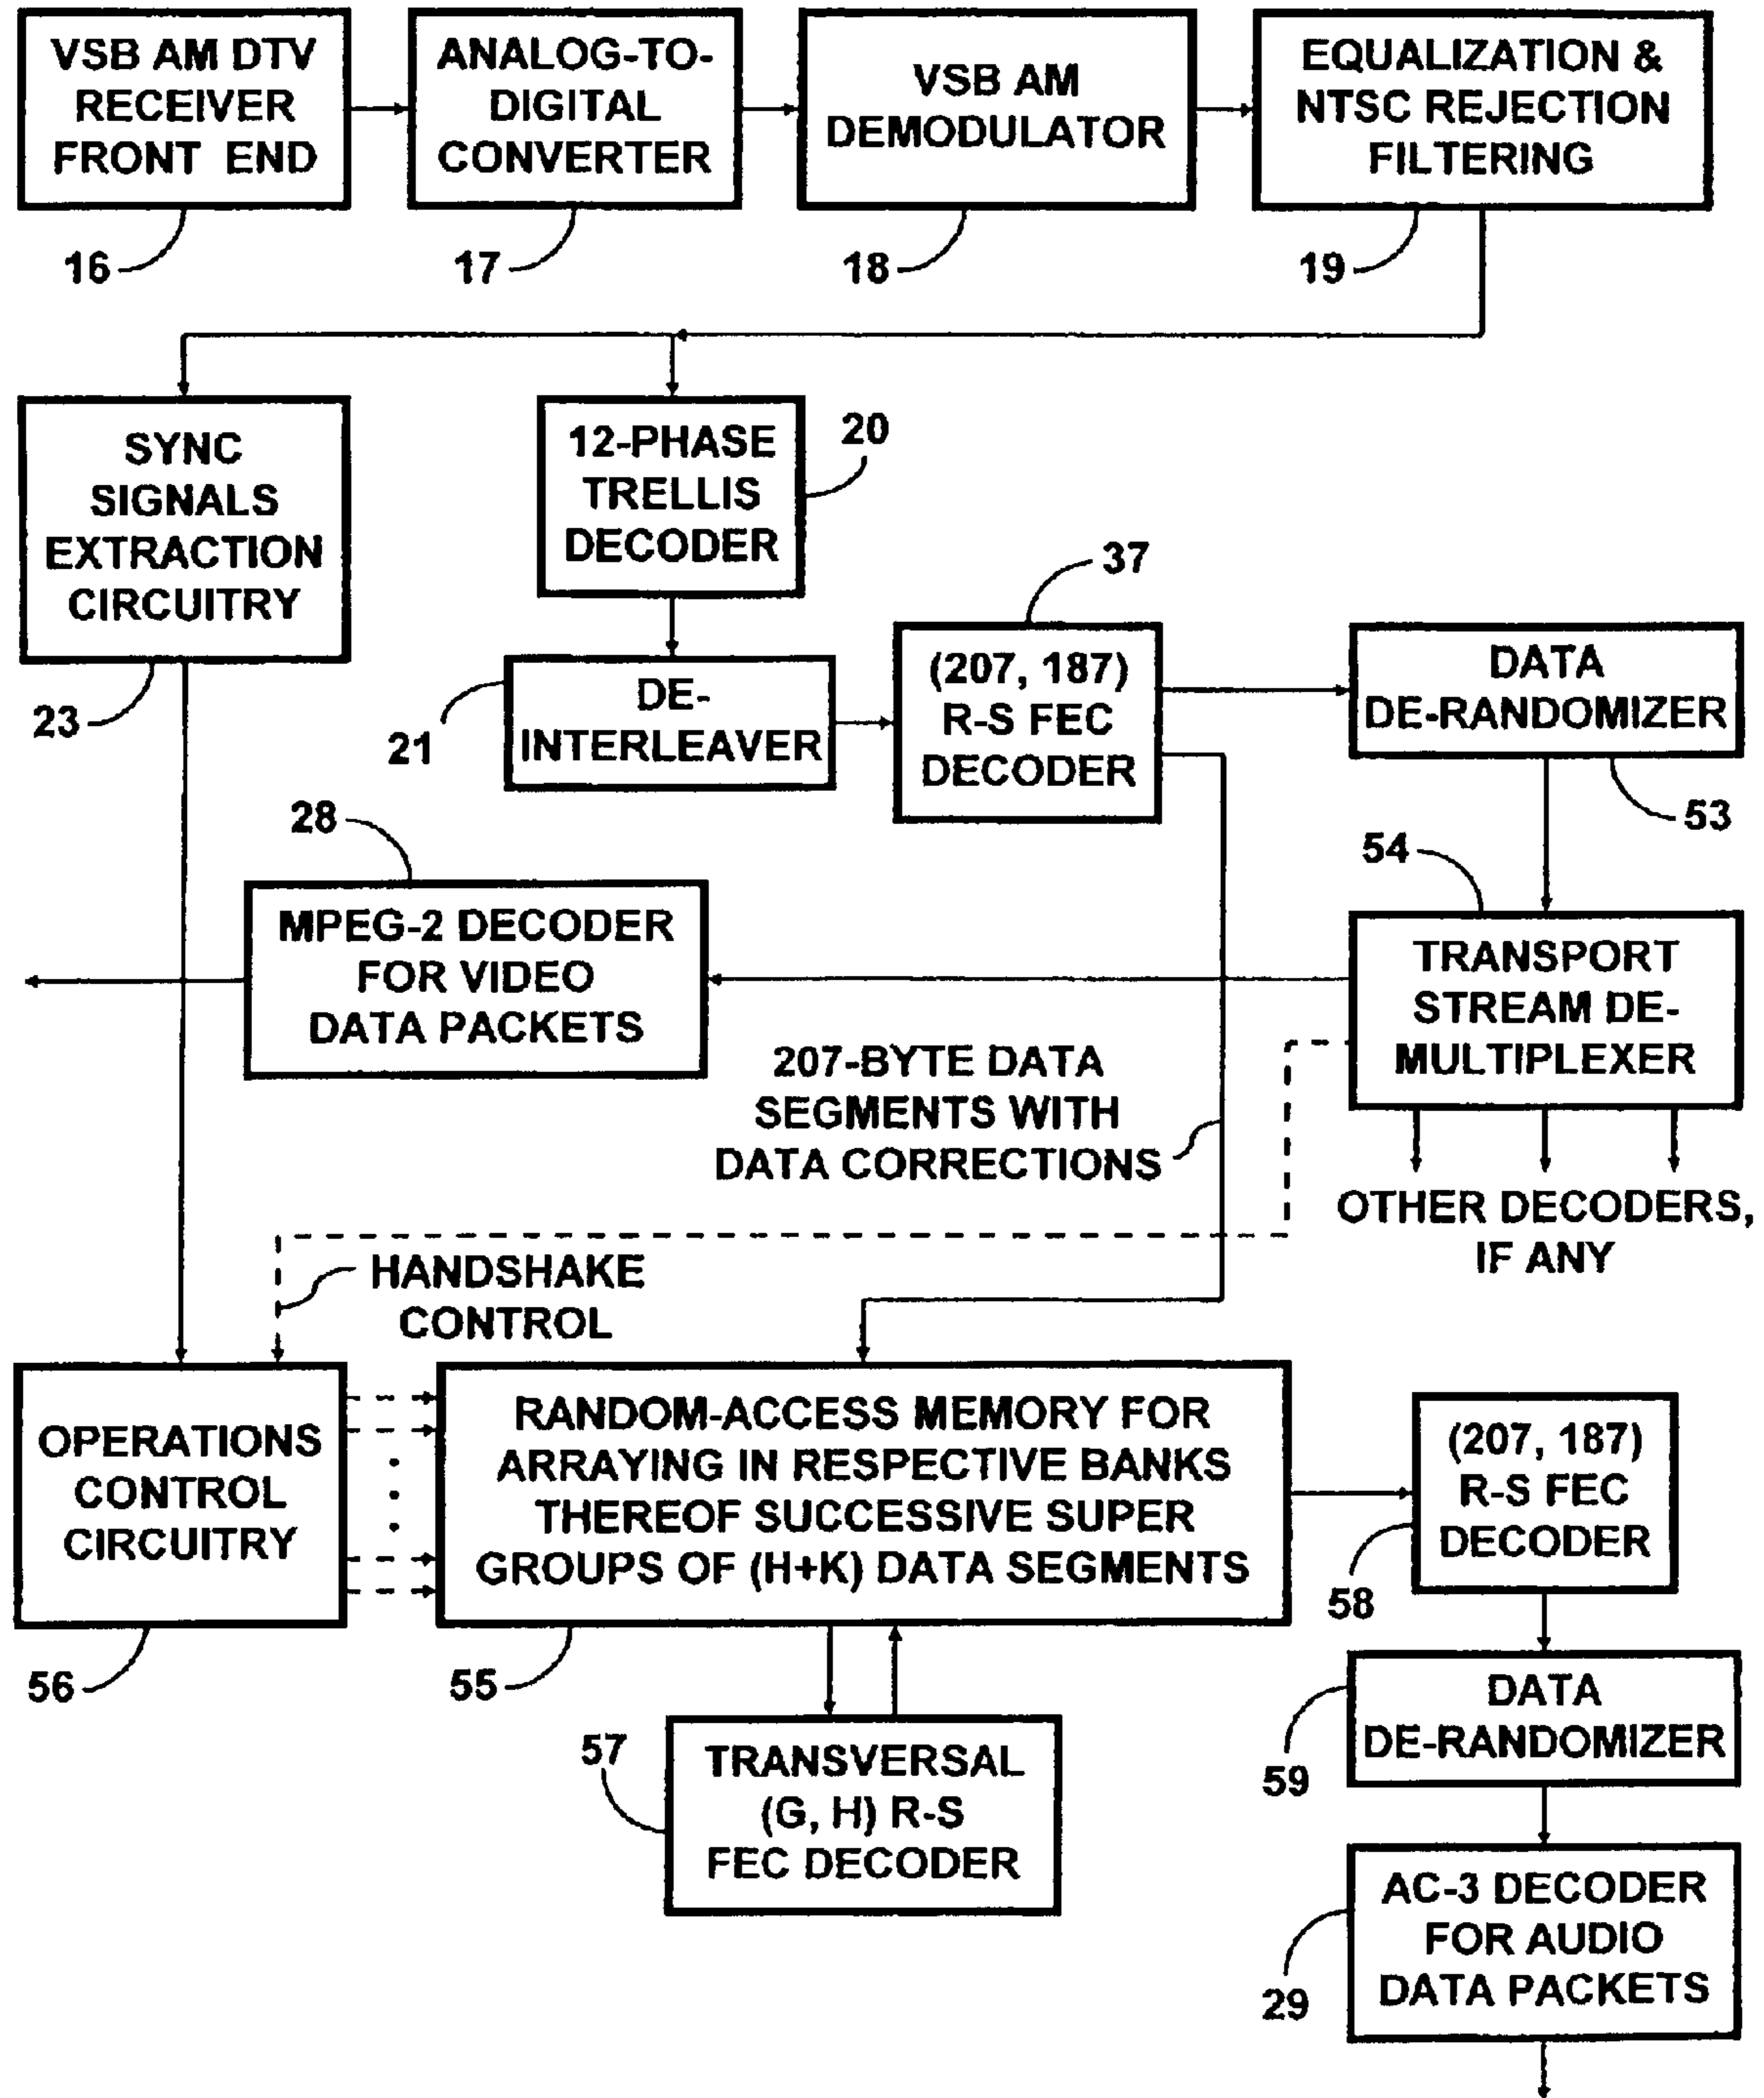 VSB AM DTV
RECEIVER
FRONT END
16
ANALOG-TO-
DIGITAL
CONVERTER
17
VSB AM
DEMODULATOR
18
EQUALIZATION &
NTSC REJECTION
FILTERING
19
SYNC
SIGNALS
EXTRACTION
CIRCUITRY
23
12-PHASE
TRELLIS
DECODER
20
DE-
INTERLEAVER
21
(207, 187)
R-S FEC
DECODER
37
DATA
DE-RANDOMIZER
53
28
MPEG-2 DECODER
FOR VIDEO
DATA PACKETS
54
TRANSPORT
STREAM DE-
MULTIPLEXER
207-BYTE DATA
SEGMENTS WITH
DATA CORRECTIONS
OTHER DECODERS,
IF ANY
HANDSHAKE
CONTROL
OPERATIONS
CONTROL
CIRCUITRY
56
RANDOM-ACCESS MEMORY FOR
ARRAYING IN RESPECTIVE BANKS
THEREOF SUCCESSIVE SUPER
GROUPS OF (H+K) DATA SEGMENTS
55
(207, 187)
R-S FEC
DECODER
58
57
TRANSVERSAL
(G, H) R-S
FEC DECODER
DATA
DE-RANDOMIZER
59
AC-3 DECODER
FOR AUDIO
DATA PACKETS
29